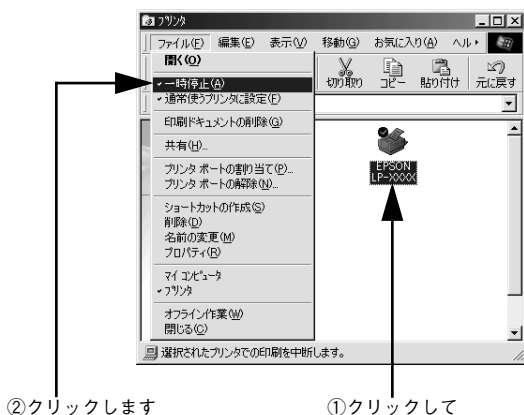 プリンタ
ファイル(F) 編集(E) 表示(V) 移動(G) お気に入り(A) ヘル
開く(O)
一時停止(A)
通常使うプリンタに設定(F)
印刷ドキュメントの削除(G)
共有(H)...
プリンタ ポートの割り当て(P)...
プリンタ ポートの解除(N)...
ショートカットの作成(S)
削除(D)
名前の変更(M)
プロパティ(R)
マイ コンピュータ
プリンタ
オフライン作業(W)
閉じる(C)
切り取り コピー 貼り付け 元に戻す
EPSON
LP-XXXX
選択されたプリンタでの印刷を中断します。
②クリックします ①クリックして